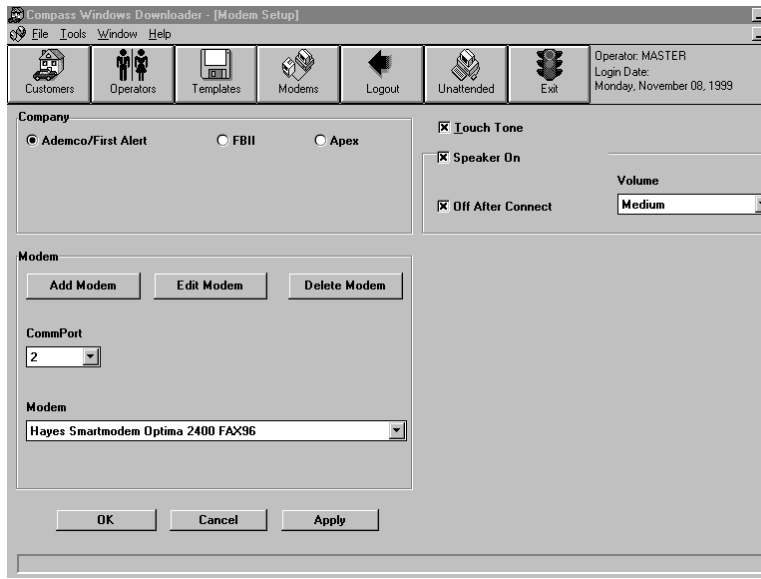 Compass Windows Downloader - [Modem Setup]
File Tools Window Help
Customers Operators Templates Modems Logout Unattended Exit
Operator: MASTER
Login Date:
Monday, November 08, 1999
Company
Ademco/First Alert FBII Apex
Touch Tone
Speaker On
Volume
Off After Connect Medium
Modem
Add Modem Edit Modem Delete Modem
CommPort
2
Modem
Hayes Smartmodem Optima 2400 FAX96
OK Cancel Apply